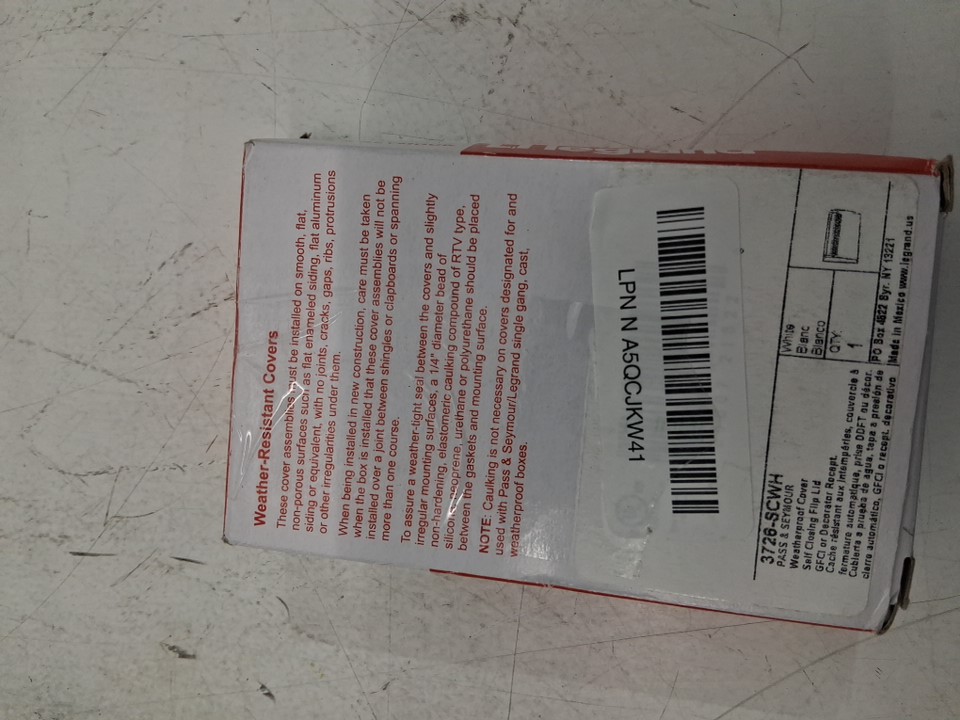 Weather-Resistant Covers
These cover assemblies must be installed on smooth, flat,
non-porous surfaces such as flat enameled siding, flat aluminum
siding or equivalent, with no joints, cracks, gaps, ribs, protrusions
or other irregularities under them.
When being installed in new construction, care must be taken
when the box is installed that these cover assemblies will not be
installed over a joint between shingles or clapboards or spanning
more than one course.
To assure a weather-tight seal between the covers and slightly
irregular mounting surfaces, a 1/4" diameter bead of
non-hardening, elastomeric caulking compound of RTV type,
silicone, neoprene, urethane or polyurethane should be placed
between the gaskets and mounting surface.
NOTE: Caulking is not necessary on covers designated for and
used with Pass & Seymour/Legrand single gang, cast,
weatherproof boxes.
LPN N A5QCJKW41
3726-SCWH
PASS & SEYMOUR
Weatherproof Cover
Self Closing Flip Lid
GFCI or Decorator Recept.
Cache résistant aux intempéries, couvercle à
fermeture automatique, prise DDFT ou décor.
Cubierta a prueba de agua, tapa a presión de
cierre automático, GFCI o recept. decorativo
White
Blanc
Blanco
QTY.
1
PO Box 4822 Syr. NY 13221
Made in Mexico www.legrand.us